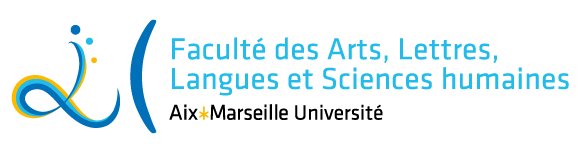 Faculté des Arts, Lettres,
Langues et Sciences humaines
Aix*Marseille Université